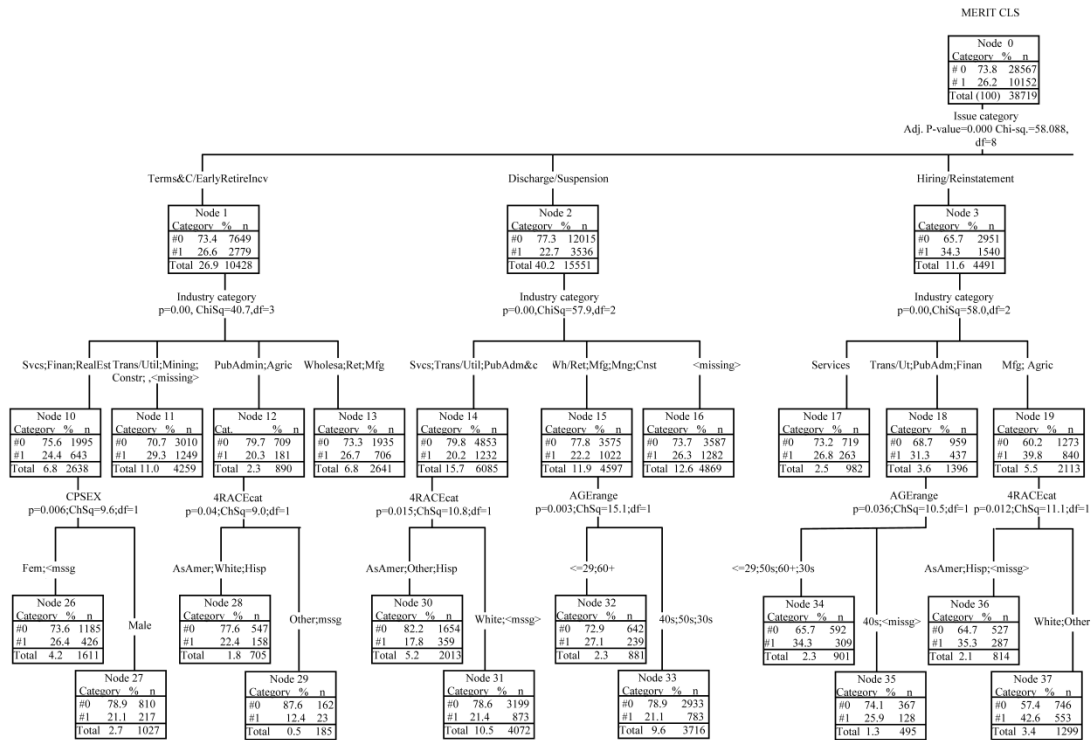 MERIT CLS
Node 0
Category % n
# 0 73.8 28567
# 1 26.2 10152
Total (100) 38719
Issue category
Adj. P-value=0.000 Chi-sq.=58.088,
df=8
Terms&C/EarlyRetireIncv
Discharge/Suspension
Hiring/Reinstatement
Node 1
Category % n
#0 73.4 7649
#1 26.6 2779
Total 26.9 10428
Node 2
Category % n
#0 77.3 12015
#1 22.7 3536
Total 40.2 15551
Node 3
Category % n
#0 65.7 2951
#1 34.3 1540
Total 11.6 4491
Industry category
p=0.00, ChiSq=40.7,df=3
Industry category
p=0.00,ChiSq=57.9,df=2
Industry category
p=0.00,ChiSq=58.0,df=2
Svcs;Finan;RealEst
Trans/Util;Mining;
Constr; ,<missing>
PubAdmin;Agric
Wholesa;Ret;Mfg
Svcs;Trans/Util;PubAdm&c
Wh/Ret;Mfg;Mng;Cnst
<missing>
Services
Trans/Ut;PubAdm;Finan
Mfg; Agric
Node 10
Category % n
#0 75.6 1995
#1 24.4 643
Total 6.8 2638
Node 11
Category % n
#0 70.7 3010
#1 29.3 1249
Total 11.0 4259
Node 12
Cat. % n
#0 79.7 709
#1 20.3 181
Total 2.3 890
Node 13
Category % n
#0 73.3 1935
#1 26.7 706
Total 6.8 2641
Node 14
Category % n
#0 79.8 4853
#1 20.2 1232
Total 15.7 6085
Node 15
Category % n
#0 77.8 3575
#1 22.2 1022
Total 11.9 4597
Node 16
Category % n
#0 73.7 3587
#1 26.3 1282
Total 12.6 4869
Node 17
Category % n
#0 73.2 719
#1 26.8 263
Total 2.5 982
Node 18
Category % n
#0 68.7 959
#1 31.3 437
Total 3.6 1396
Node 19
Category % n
#0 60.2 1273
#1 39.8 840
Total 5.5 2113
CPSEX
p=0.006;ChSq=9.6;df=1
4RACEcat
p=0.04;ChSq=9.0;df=1
4RACEcat
p=0.015;ChSq=10.8;df=1
AGErange
p=0.003;ChSq=15.1;df=1
AGErange
p=0.036;ChSq=10.5;df=1
4RACEcat
p=0.012;ChSq=11.1;df=1
Fem;<mssg
Male
AsAmer;White;Hisp
Other;mssg
AsAmer;Other;Hisp
White;<mssg>
<=29;60+
40s;50s;30s
<=29;50s;60+;30s
40s;<missg>
AsAmer;Hisp;<missg>
White;Other
Node 26
Category % n
#0 73.6 1185
#1 26.4 426
Total 4.2 1611
Node 28
Category % n
#0 77.6 547
#1 22.4 158
Total 1.8 705
Node 30
Category % n
#0 82.2 1654
#1 17.8 359
Total 5.2 2013
Node 32
Category % n
#0 72.9 642
#1 27.1 239
Total 2.3 881
Node 34
Category % n
#0 65.7 592
#1 34.3 309
Total 2.3 901
Node 36
Category % n
#0 64.7 527
#1 35.3 287
Total 2.1 814
Node 27
Category % n
#0 78.9 810
#1 21.1 217
Total 2.7 1027
Node 29
Category % n
#0 87.6 162
#1 12.4 23
Total 0.5 185
Node 31
Category % n
#0 78.6 3199
#1 21.4 873
Total 10.5 4072
Node 33
Category % n
#0 78.9 2933
#1 21.1 783
Total 9.6 3716
Node 35
Category % n
#0 74.1 367
#1 25.9 128
Total 1.3 495
Node 37
Category % n
#0 57.4 746
#1 42.6 553
Total 3.4 1299